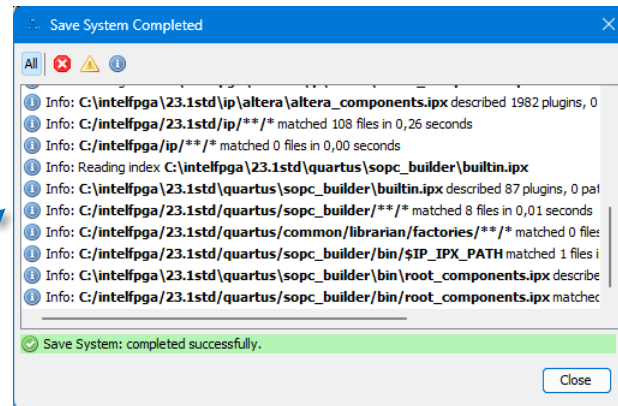 Save System Completed
All
Info: C:\intelfpga\23.1std\ip\altera\altera_components.ipx described 1982 plugins, 0
Info: C:/intelfpga/23.1std/ip/**/* matched 108 files in 0,26 seconds
Info: C:/intelfpga/ip/**/* matched 0 files in 0,00 seconds
Info: Reading index C:\intelfpga\23.1std\quartus\sopc_builder\builtin.ipx
Info: C:\intelfpga\23.1std\quartus\sopc_builder\builtin.ipx described 87 plugins, 0 pat
Info: C:/intelfpga/23.1std/quartus/sopc_builder/**/* matched 8 files in 0,01 seconds
Info: C:/intelfpga/23.1std/quartus/common/librarian/factories/**/* matched 0 files
Info: C:/intelfpga/23.1std/quartus/sopc_builder/bin/$IP_IPX_PATH matched 1 files i
Info: C:\intelfpga\23.1std\quartus\sopc_builder\bin\root_components.ipx describe
Info: C:/intelfpga/23.1std/quartus/sopc_builder/bin/root_components.ipx matched
Save System: completed successfully.
Close